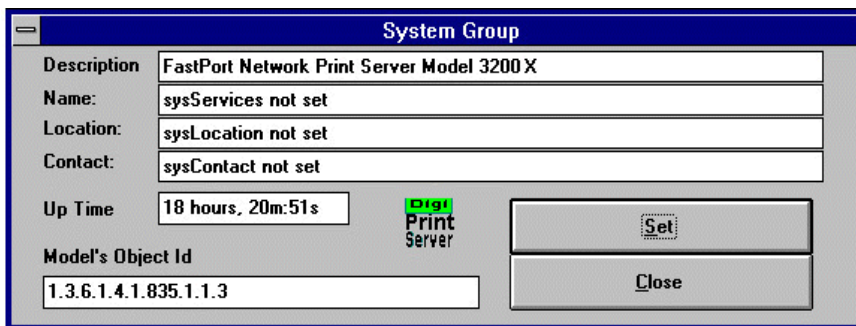 System Group
Description FastPort Network Print Server Model 3200 X
Name: sysServices not set
Location: sysLocation not set
Contact: sysContact not set
Up Time 18 hours, 20m:51s
Digi
Print
Server
Set
Model's Object Id
1.3.6.1.4.1.835.1.1.3
Close